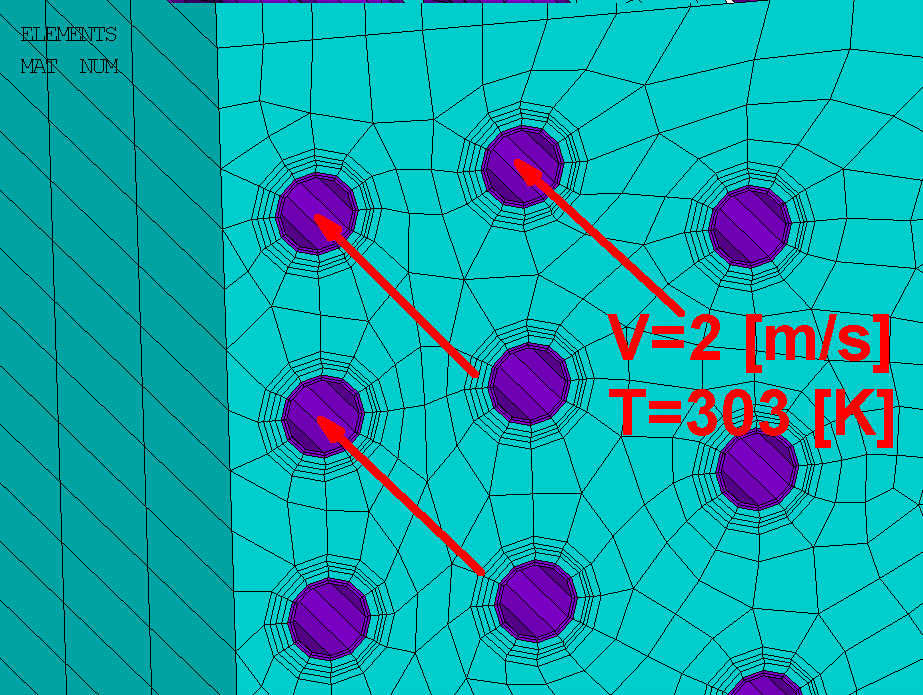 ELEMENTS
MAT NUM
V=2 [m/s]
T=303 [K]